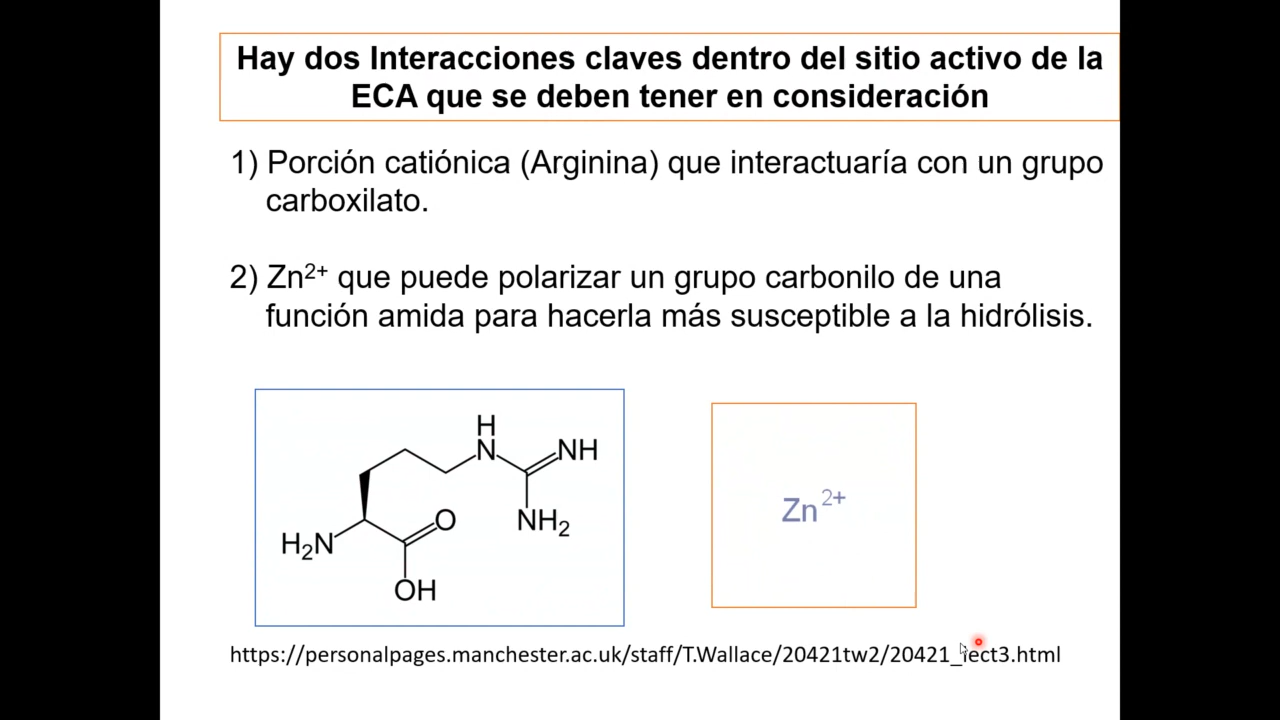 Hay dos Interacciones claves dentro del sitio activo de la
ECA que se deben tener en consideración
1) Porción catiónica (Arginina) que interactuaría con un grupo
carboxilato.
2) Zn²⁺ que puede polarizar un grupo carbonilo de una
función amida para hacerla más susceptible a la hidrólisis.
H
N
NH
NH₂
O
H₂N
OH
Zn²⁺
https://personalpages.manchester.ac.uk/staff/T.Wallace/20421tw2/20421_lect3.html